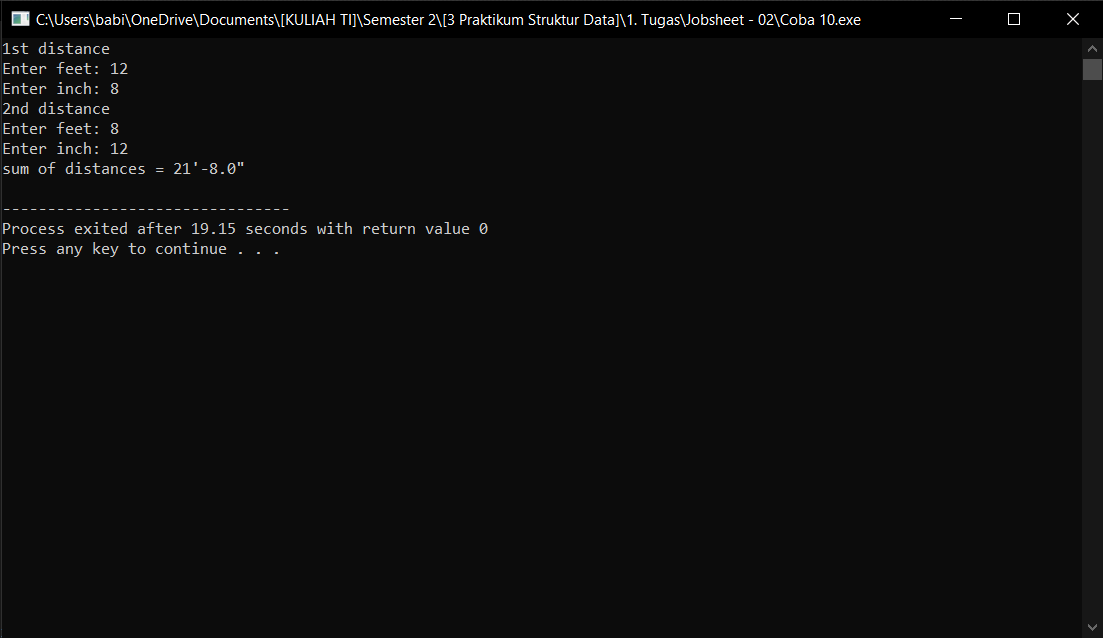 C:\Users\babi\OneDrive\Documents\[KULIAH TI]\Semester 2\[3 Praktikum Struktur Data]\1. Tugas\Jobsheet - 02\Coba 10.exe
1st distance
Enter feet: 12
Enter inch: 8
2nd distance
Enter feet: 8
Enter inch: 12
sum of distances = 21'-8.0"
--------------------------------
Process exited after 19.15 seconds with return value 0
Press any key to continue . . .